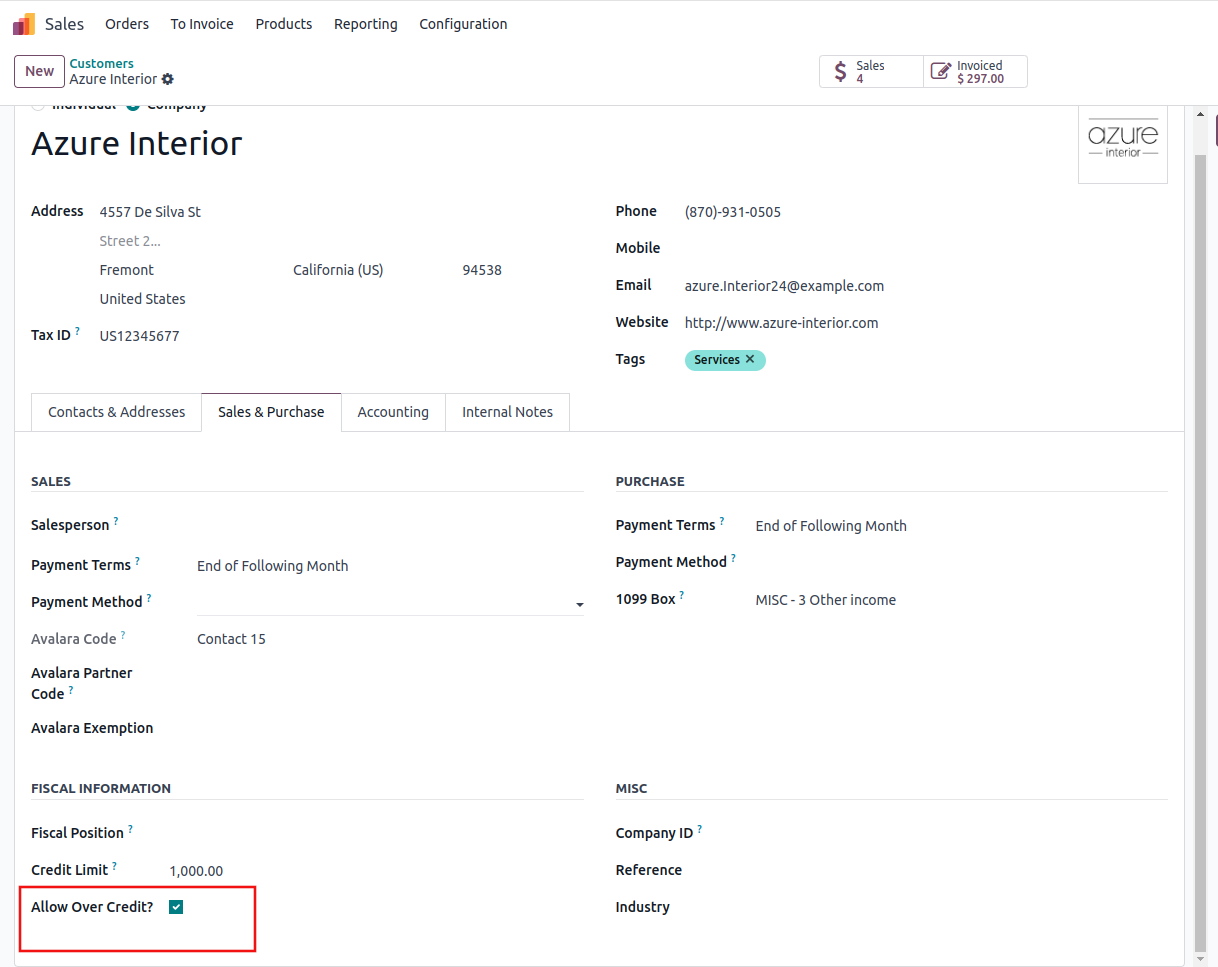 Sales Orders To Invoice Products Reporting Configuration
New
Customers
Azure Interior
Sales
4
Invoiced
$ 297.00
Individual Company
Azure Interior
azure
interior
Address 4557 De Silva St
Street 2...
Fremont California (US) 94538
United States
Tax ID ? US12345677
Phone (870)-931-0505
Mobile
Email azure.Interior24@example.com
Website http://www.azure-interior.com
Tags Services ✕
Contacts & Addresses Sales & Purchase Accounting Internal Notes
SALES
Salesperson ?
Payment Terms ? End of Following Month
Payment Method ?
Avalara Code ? Contact 15
Avalara Partner
Code ?
Avalara Exemption
PURCHASE
Payment Terms ? End of Following Month
Payment Method ?
1099 Box ? MISC - 3 Other income
FISCAL INFORMATION
Fiscal Position ?
Credit Limit ? 1,000.00
Allow Over Credit?
MISC
Company ID ?
Reference
Industry